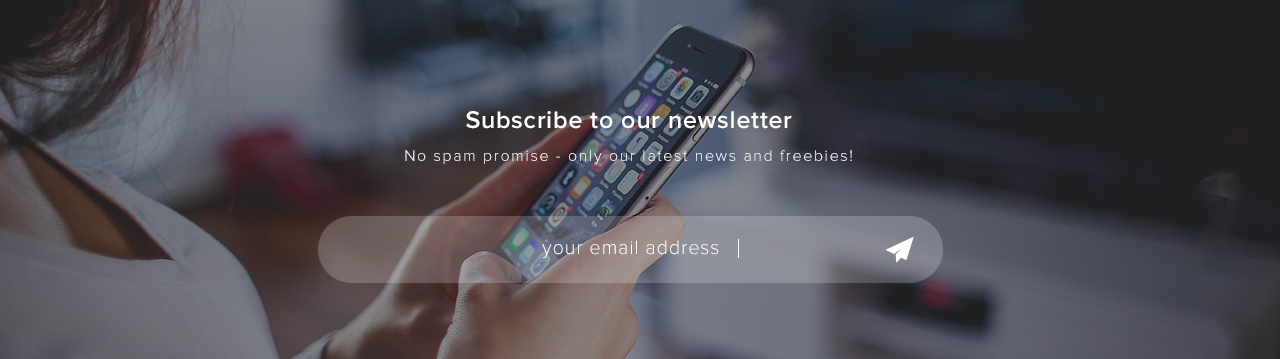 Subscribe to our newsletter
No spam promise - only our latest news and freebies!
your email address